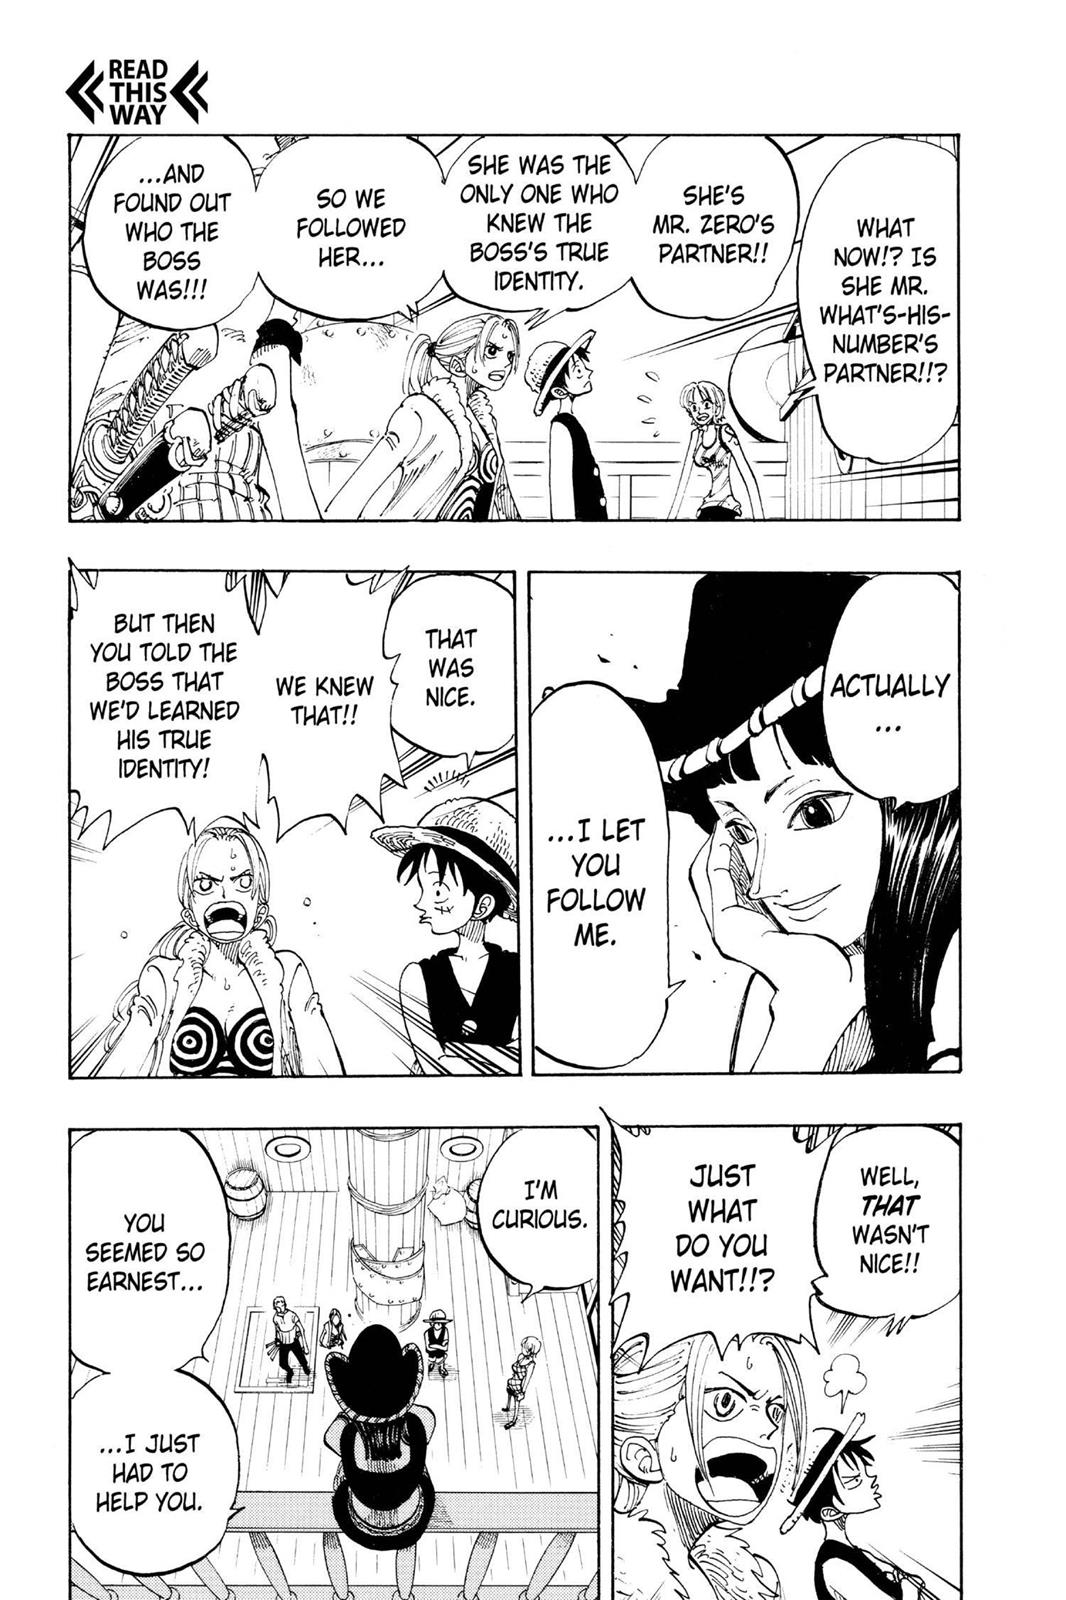 READ
THIS
WAY
WHAT
NOW!? IS
SHE MR.
WHAT'S-HIS-
NUMBER'S
PARTNER!!?
SHE'S
MR. ZERO'S
PARTNER!!
SHE WAS THE
ONLY ONE WHO
KNEW THE
BOSS'S TRUE
IDENTITY.
SO WE
FOLLOWED
HER...
...AND
FOUND OUT
WHO THE
BOSS
WAS!!!
ACTUALLY
...
...I LET
YOU
FOLLOW
ME.
THAT
WAS
NICE.
WE KNEW
THAT!!
BUT THEN
YOU TOLD THE
BOSS THAT
WE'D LEARNED
HIS TRUE
IDENTITY!
WELL,
THAT
WASN'T
NICE!!
JUST
WHAT
DO YOU
WANT!!?
I'M
CURIOUS.
YOU
SEEMED SO
EARNEST...
...I JUST
HAD TO
HELP YOU.